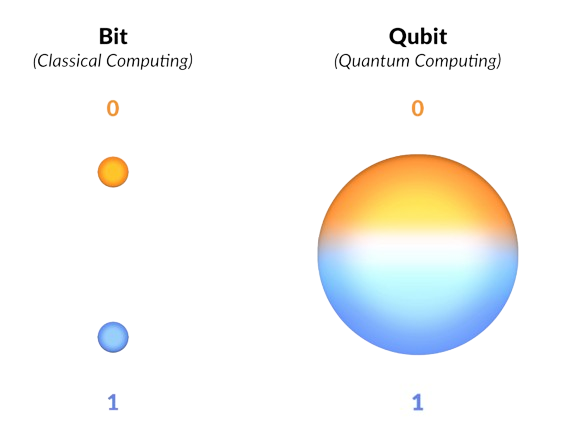 Bit
(Classical Computing)
0
1
Qubit
(Quantum Computing)
0
1